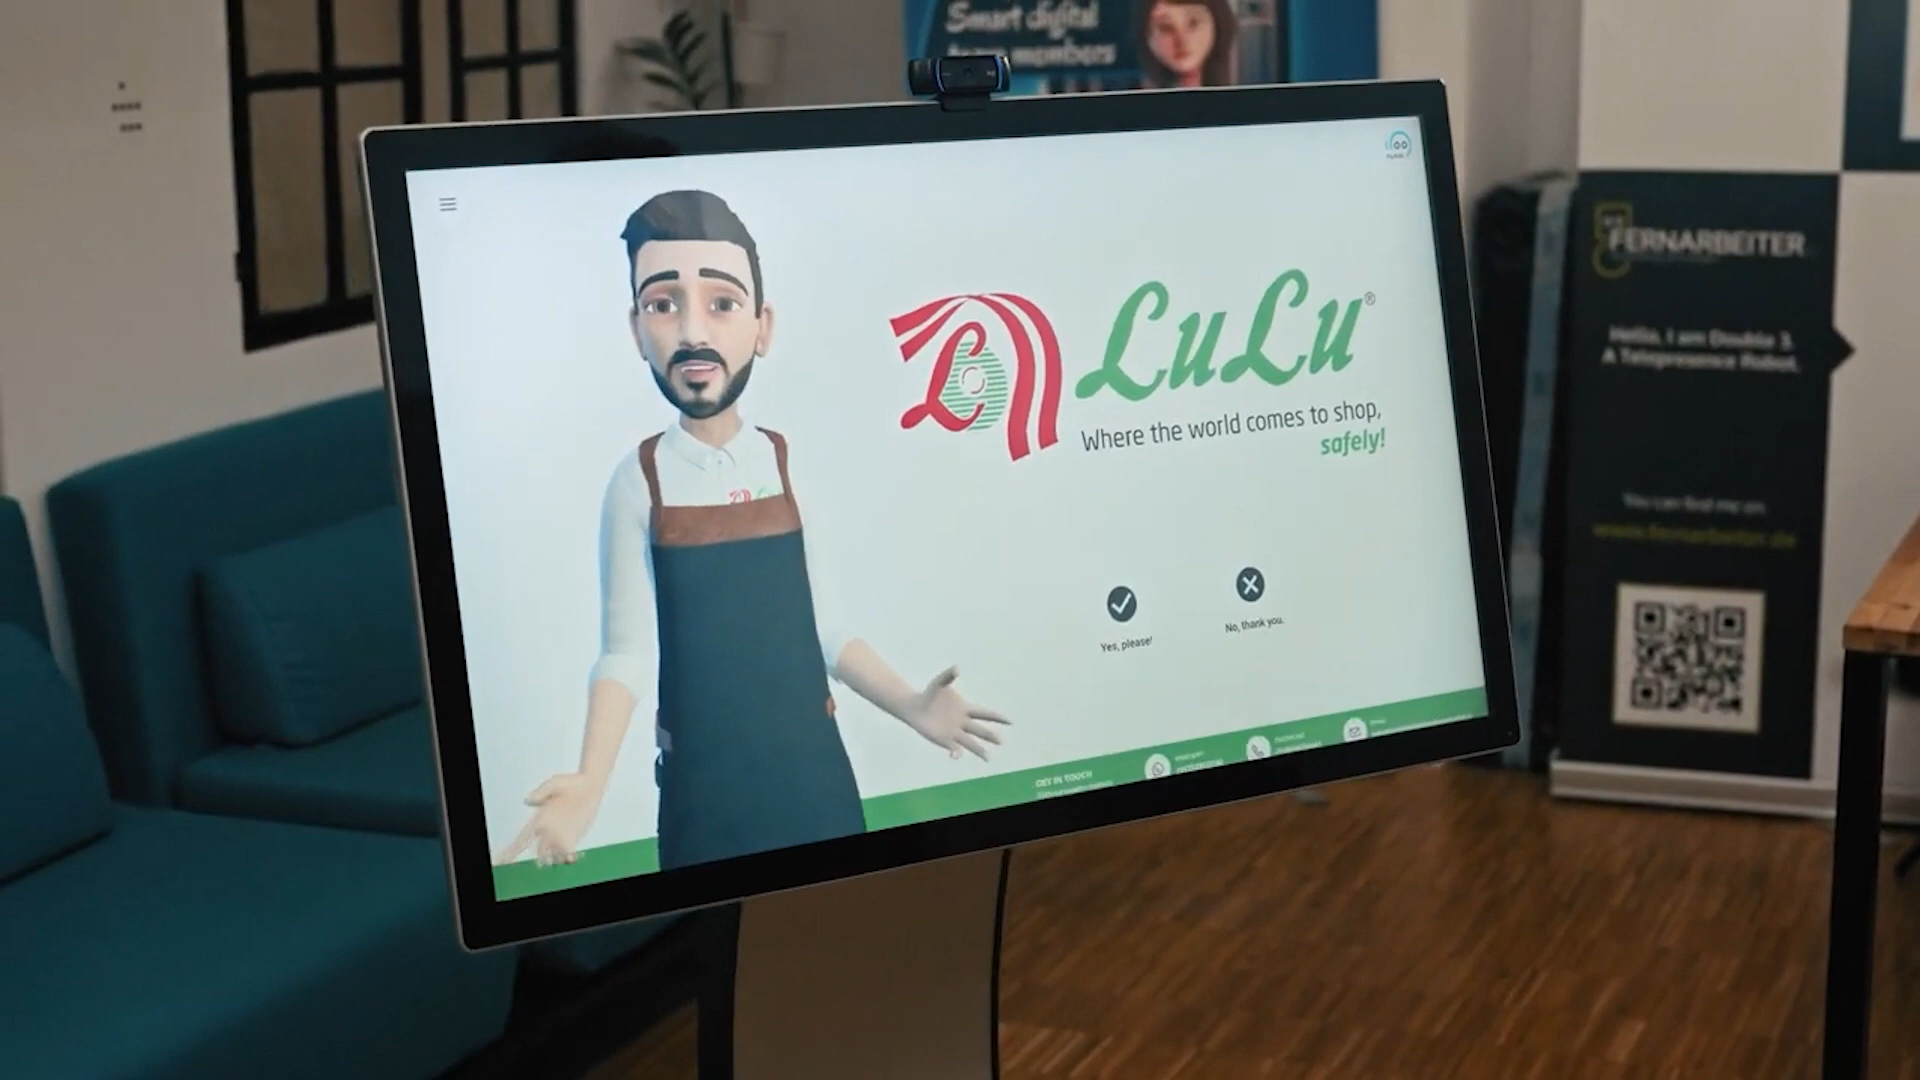 Smart digital
team members
LuLu®
Where the world comes to shop,
safely!
Yes, please!
No, thank you.
GET IN TOUCH
FERNARBEITER
Hello, I am Double 3.
A Telepresence Robot.
You can find me on
www.fernarbeiter.de